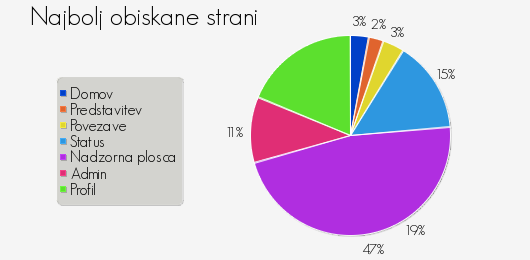 Najbolj obiskane strani
3%
2%
3%
15%
Domov
Predstavitev
Povezave
Status
Nadzorna plosca
Admin
Profil
11%
19%
47%